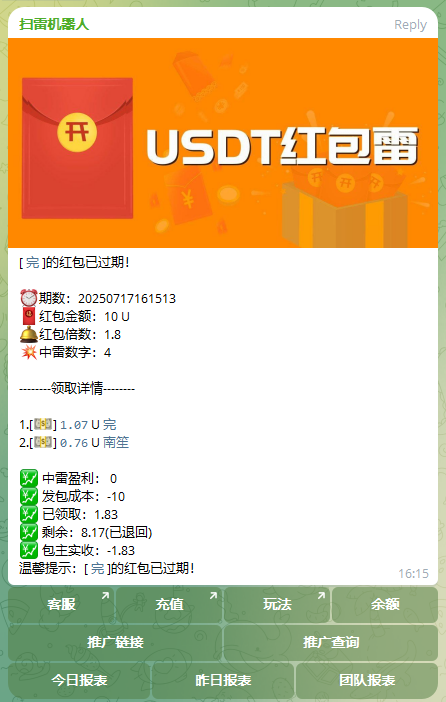 扫雷机器人
Reply
USDT红包雷
[ 完 ]的红包已过期！
期数：20250717161513
红包金额：10 U
红包倍数：1.8
中雷数字：4
--------领取详情--------
1.[💵] 1.07 U 完
2.[💵] 0.76 U 南笙
💹 中雷盈利： 0
💹 发包成本：-10
💹 已领取：1.83
💹 剩余：8.17(已退回)
💹 包主实收：-1.83
温馨提示：[ 完 ]的红包已过期！
16:15
客服
充值
玩法
余额
推广链接
推广查询
今日报表
昨日报表
团队报表